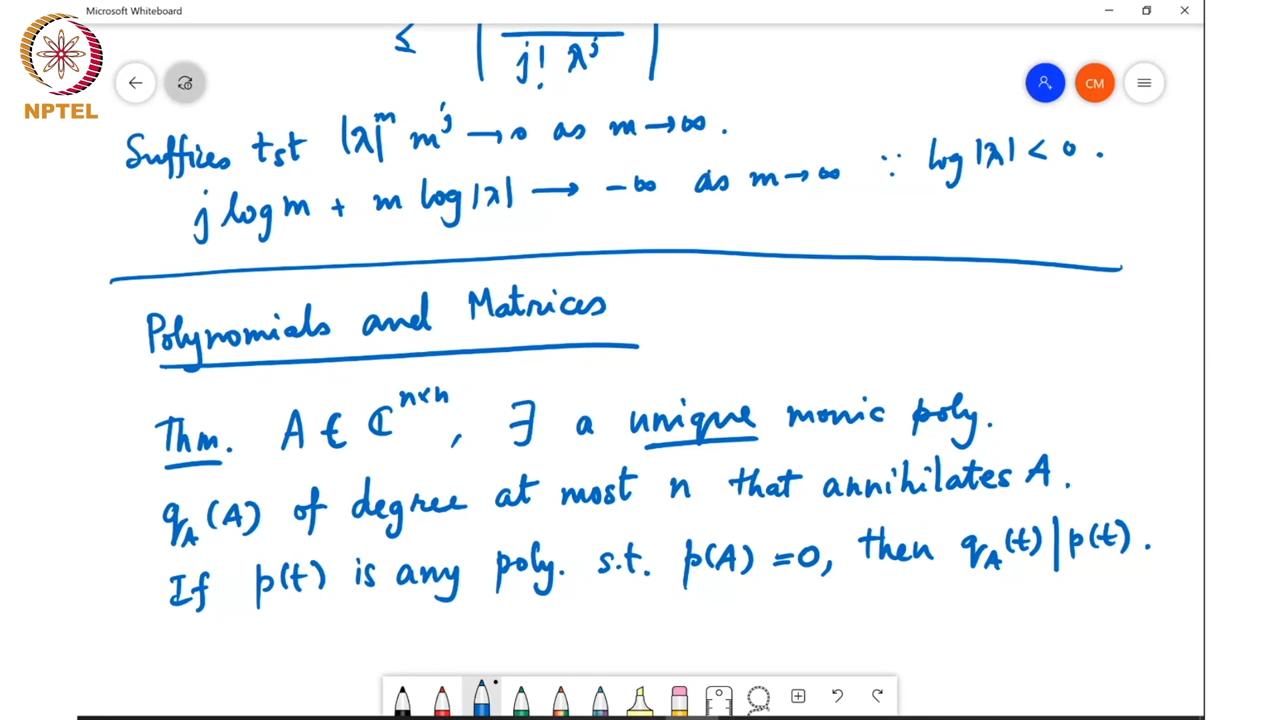 Microsoft Whiteboard
NPTEL
CM
≤ | j! λ^j |
Suffices tst |λ|^m m^j → 0 as m → ∞.
j log m + m log|λ| → -∞ as m → ∞ ∵ log|λ| < 0.
Polynomials and Matrices
Thm. A ∈ ℂ^{n×n}, ∃ a unique monic poly.
q_A(A) of degree at most n that annihilates A.
If p(t) is any poly. s.t. p(A) = 0, then q_A(t) | p(t).